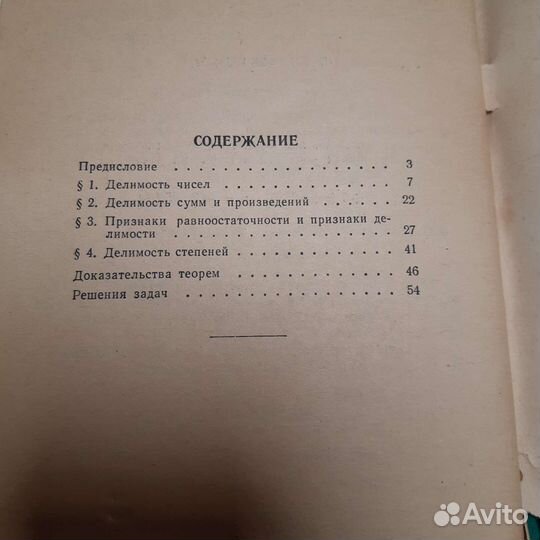 СОДЕРЖАНИЕ
Предисловие . . . . . . . . . . . . . . . . . 3
§ 1. Делимость чисел . . . . . . . . . . . . . . 7
§ 2. Делимость сумм и произведений . . . . . . 22
§ 3. Признаки равноостаточности и признаки де-
лимости . . . . . . . . . . . . . . . . . 27
§ 4. Делимость степеней . . . . . . . . . . . . 41
Доказательства теорем . . . . . . . . . . . . 46
Решения задач . . . . . . . . . . . . . . . . 54
Avito